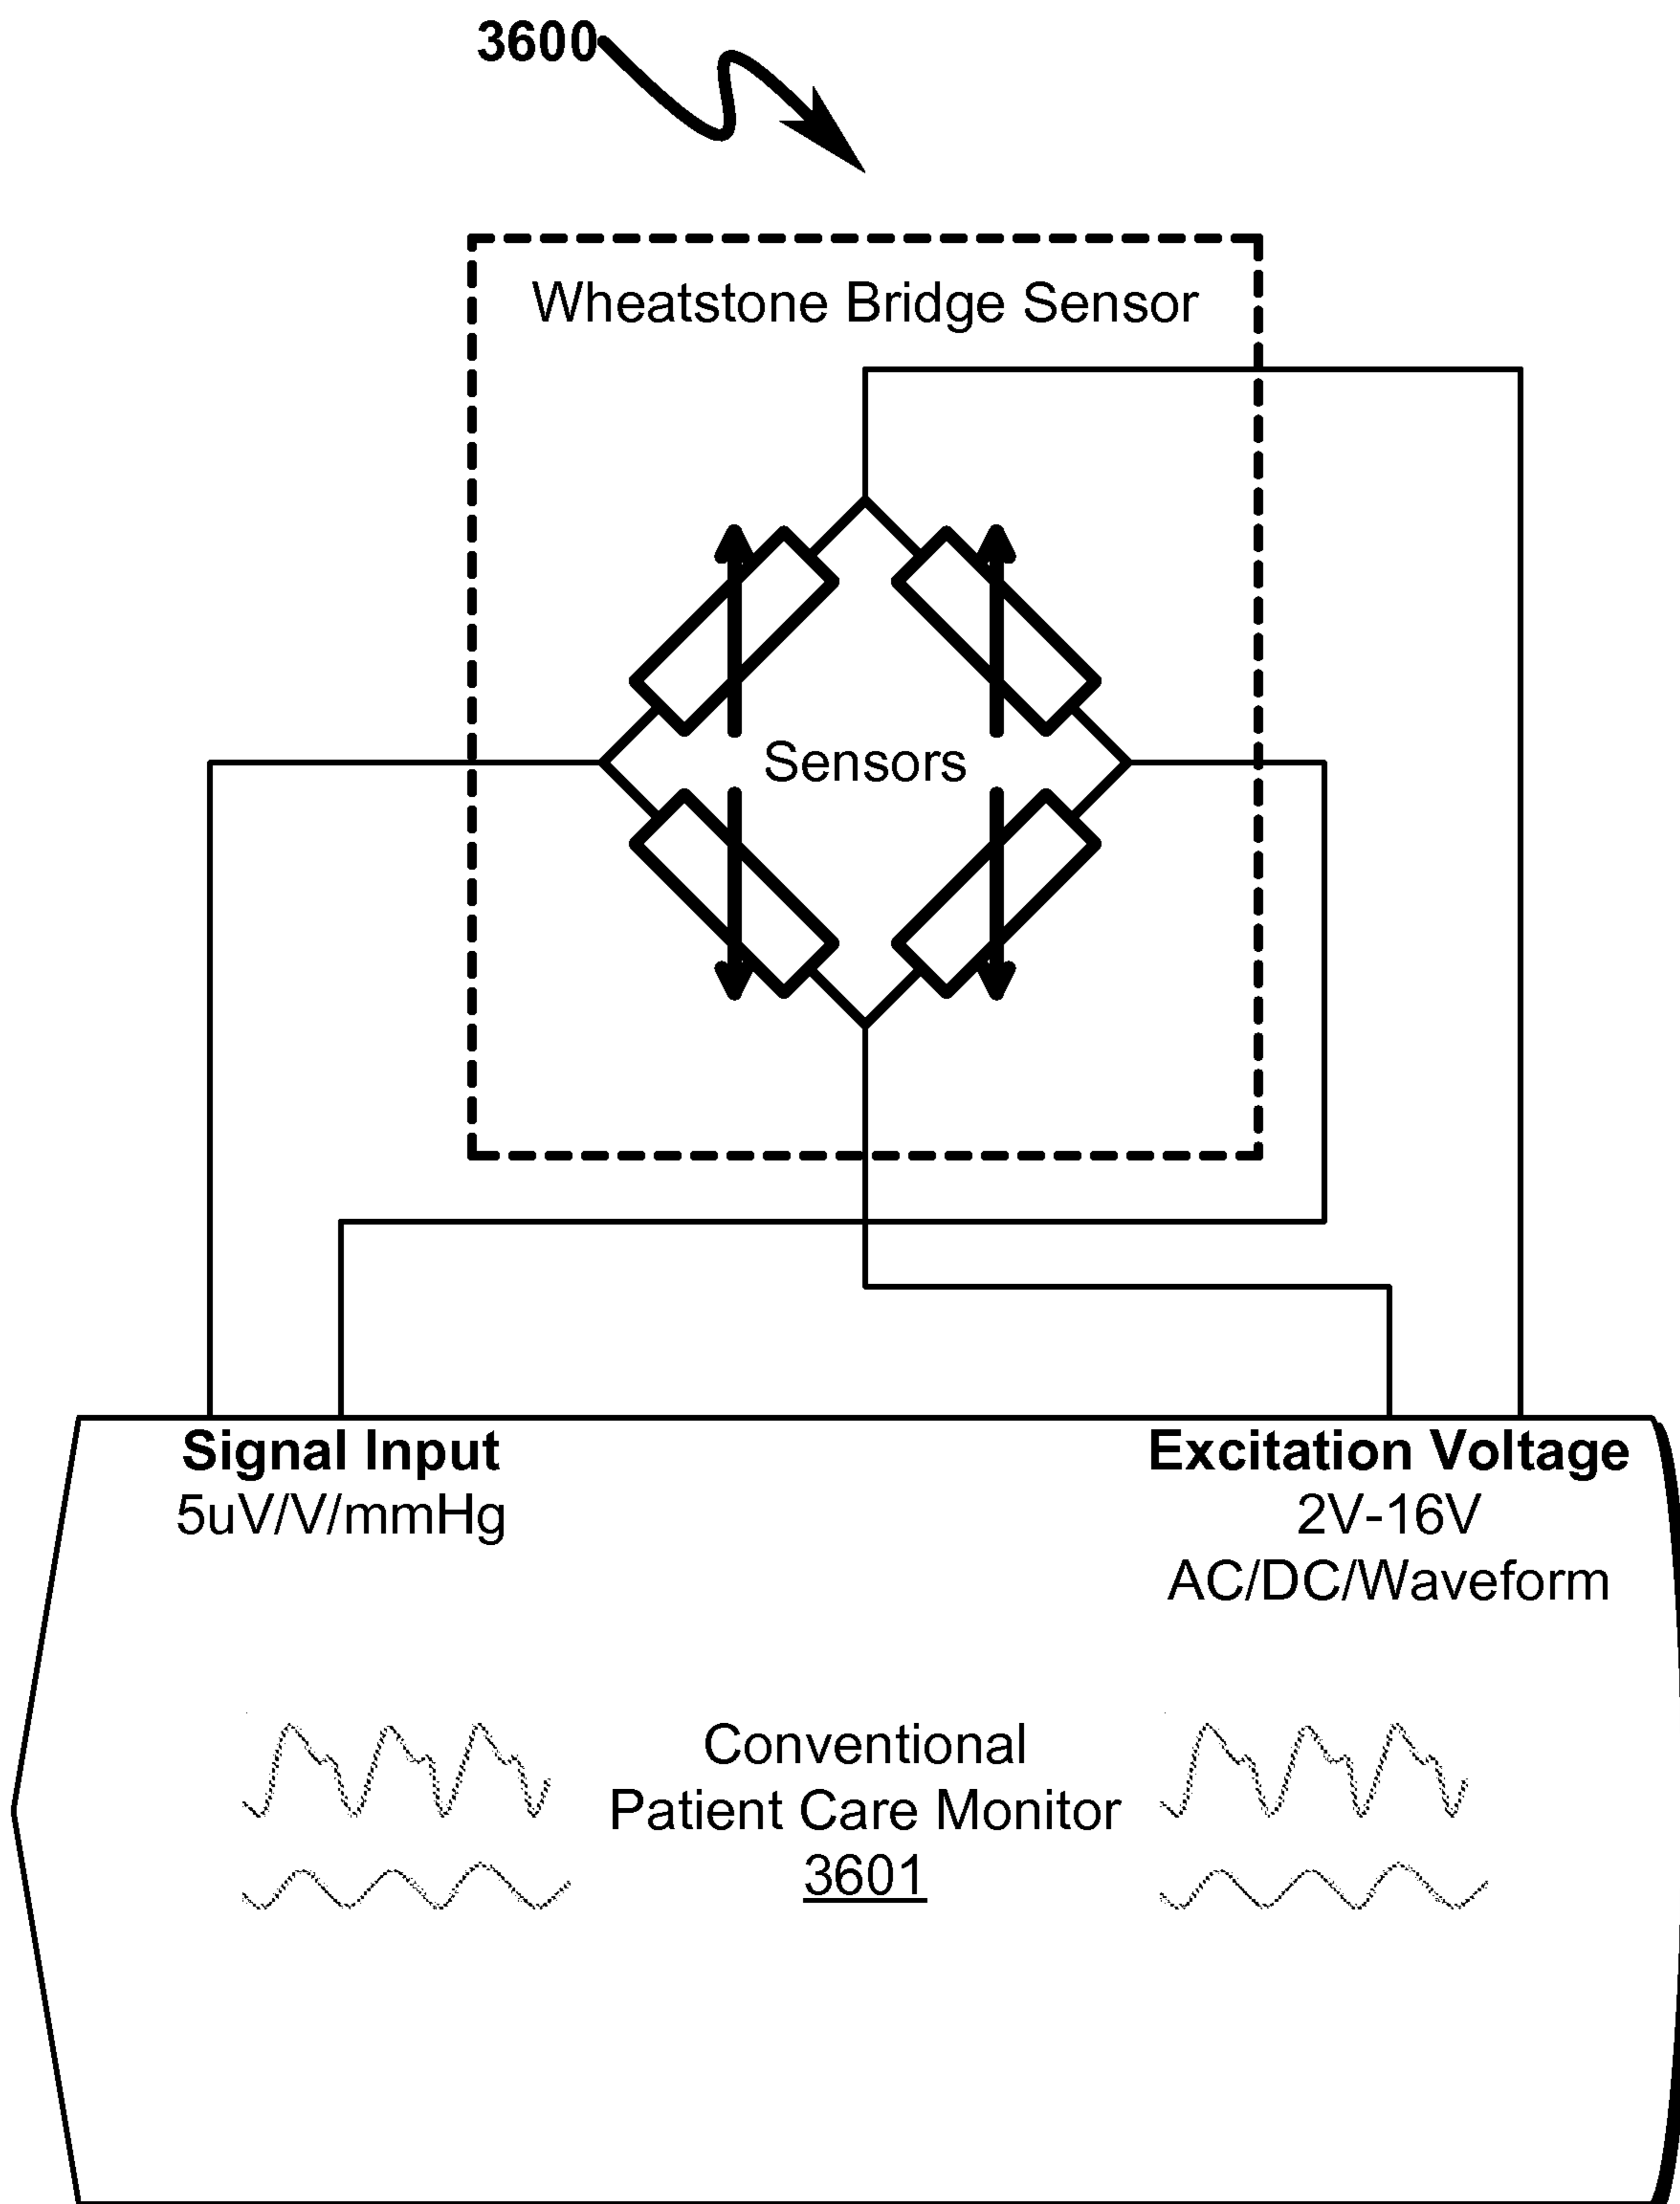 3600
Wheatstone Bridge Sensor
Sensors
Signal Input
5uV/V/mmHg
Excitation Voltage
2V-16V
AC/DC/Waveform
Conventional
Patient Care Monitor
3601